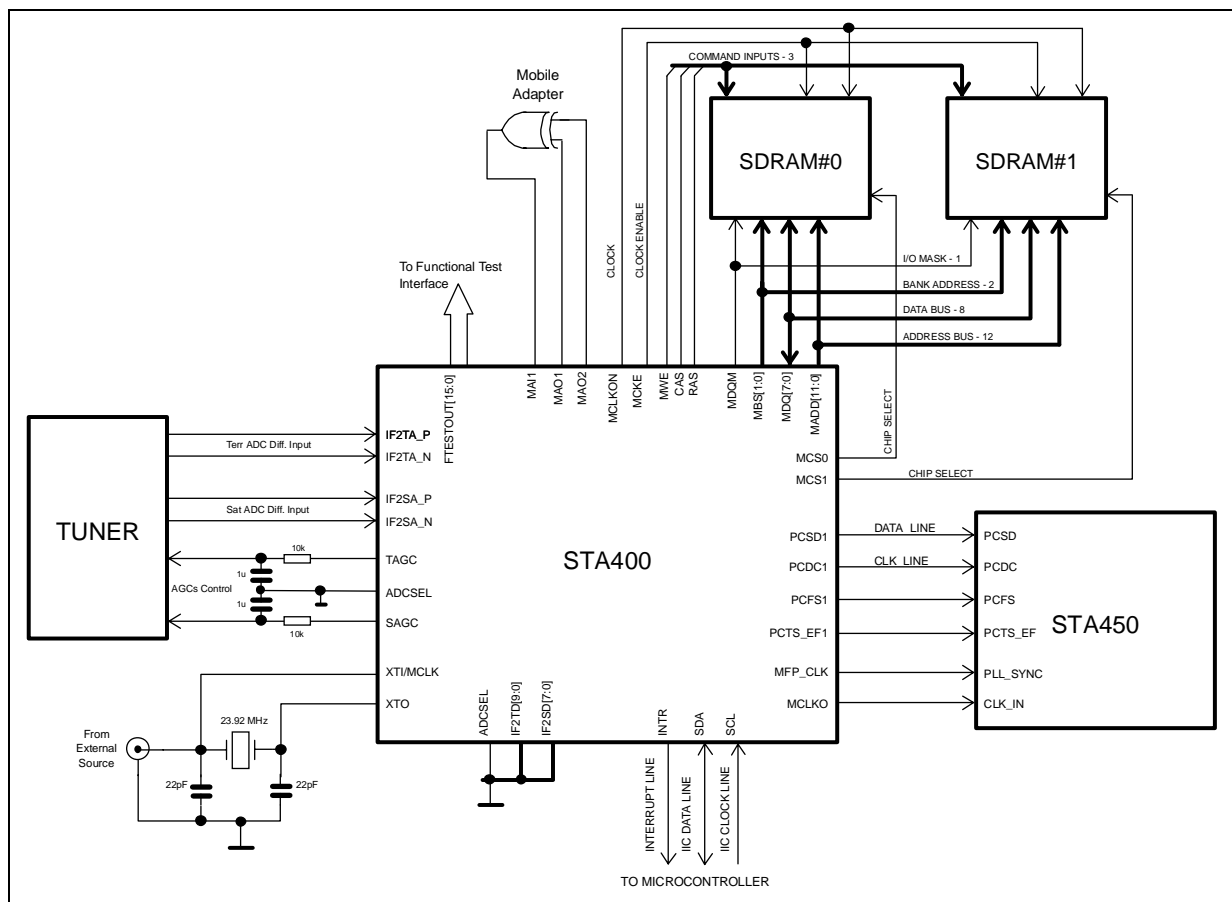 COMMAND INPUTS - 3
Mobile
Adapter
SDRAM#0
SDRAM#1
CLOCK
CLOCK ENABLE
To Functional Test
Interface
I/O MASK - 1
BANK ADDRESS - 2
DATA BUS - 8
ADDRESS BUS - 12
CHIP SELECT
CHIP SELECT
FTESTOUT[15:0]
MAI1
MAO1
MAO2
MCLKON
MCKE
MWE
CAS
RAS
MDQM
MBS[1:0]
MDQ[7:0]
MADD[11:0]
MCS0
MCS1
TUNER
Terr ADC Diff. Input
Sat ADC Diff. Input
10k
1u
AGCs Control
1u
10k
IF2TA_P
IF2TA_N
IF2SA_P
IF2SA_N
TAGC
ADCSEL
SAGC
XTI/MCLK
XTO
STA400
PCSD1
PCDC1
PCFS1
PCTS_EF1
MFP_CLK
MCLKO
DATA LINE
CLK LINE
PCSD
PCDC
PCFS
PCTS_EF
PLL_SYNC
CLK_IN
STA450
From
External
Source
23.92 MHz
22pF
22pF
ADCSEL
IF2TD[9:0]
IF2SD[7:0]
INTR
SDA
SCL
INTERRUPT LINE
IIC DATA LINE
IIC CLOCK LINE
TO MICROCONTROLLER